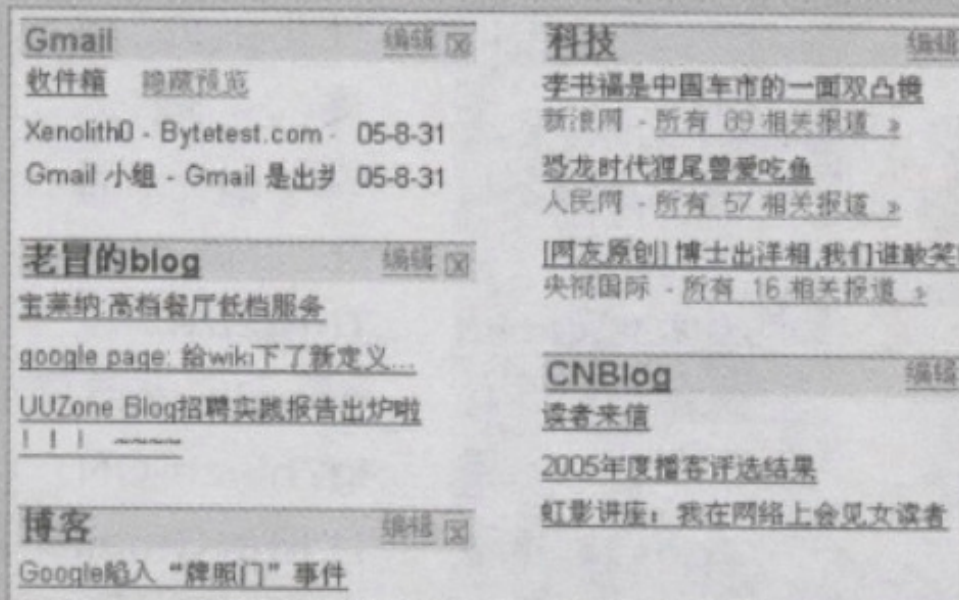 Gmail 编辑
收件箱 隐藏预览
Xenolith0 - Bytetest.com - 05-8-31
Gmail 小组 - Gmail 是出岁 05-8-31
老冒的blog 编辑
宝莱纳:高档餐厅低档服务
google page: 给wiki下了新定义...
UUZone Blog招聘实践报告出炉啦
！！！ ~~~~
博客 编辑
Google陷入“牌照门”事件
科技 编辑
李书福是中国车市的一面双凸镜
新浪网 - 所有 89 相关报道 »
恐龙时代狸尾兽爱吃鱼
人民网 - 所有 57 相关报道 »
[网友原创]博士出洋相,我们谁敢笑
央视国际 - 所有 16 相关报道 »
CNBlog 编辑
读者来信
2005年度播客评选结果
虹影讲座：我在网络上会见女读者